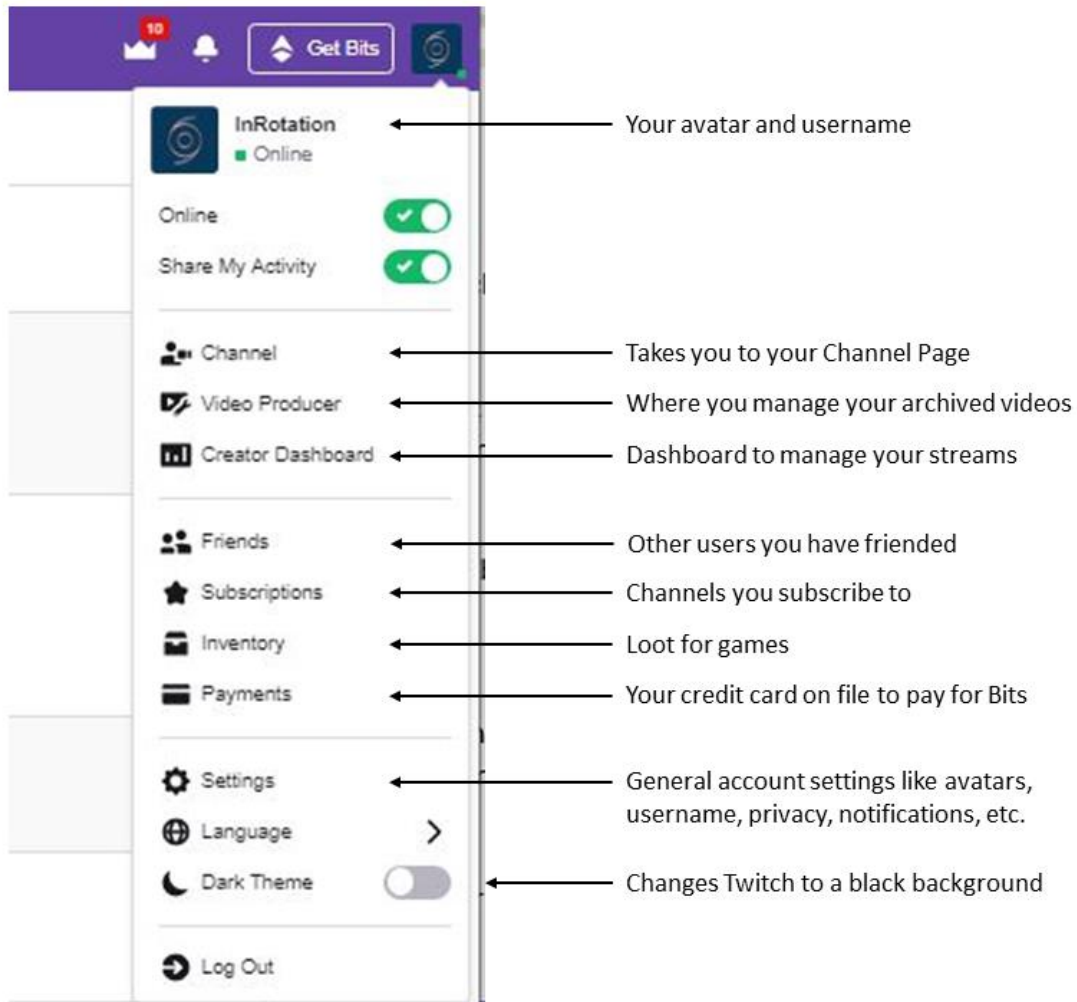 10
Get Bits
InRotation
Your avatar and username
Online
Online
Share My Activity
Channel
Takes you to your Channel Page
Video Producer
Where you manage your archived videos
Creator Dashboard
Dashboard to manage your streams
Friends
Other users you have friended
Subscriptions
Channels you subscribe to
Inventory
Loot for games
Payments
Your credit card on file to pay for Bits
Settings
General account settings like avatars,
username, privacy, notifications, etc.
Language
Dark Theme
Changes Twitch to a black background
Log Out